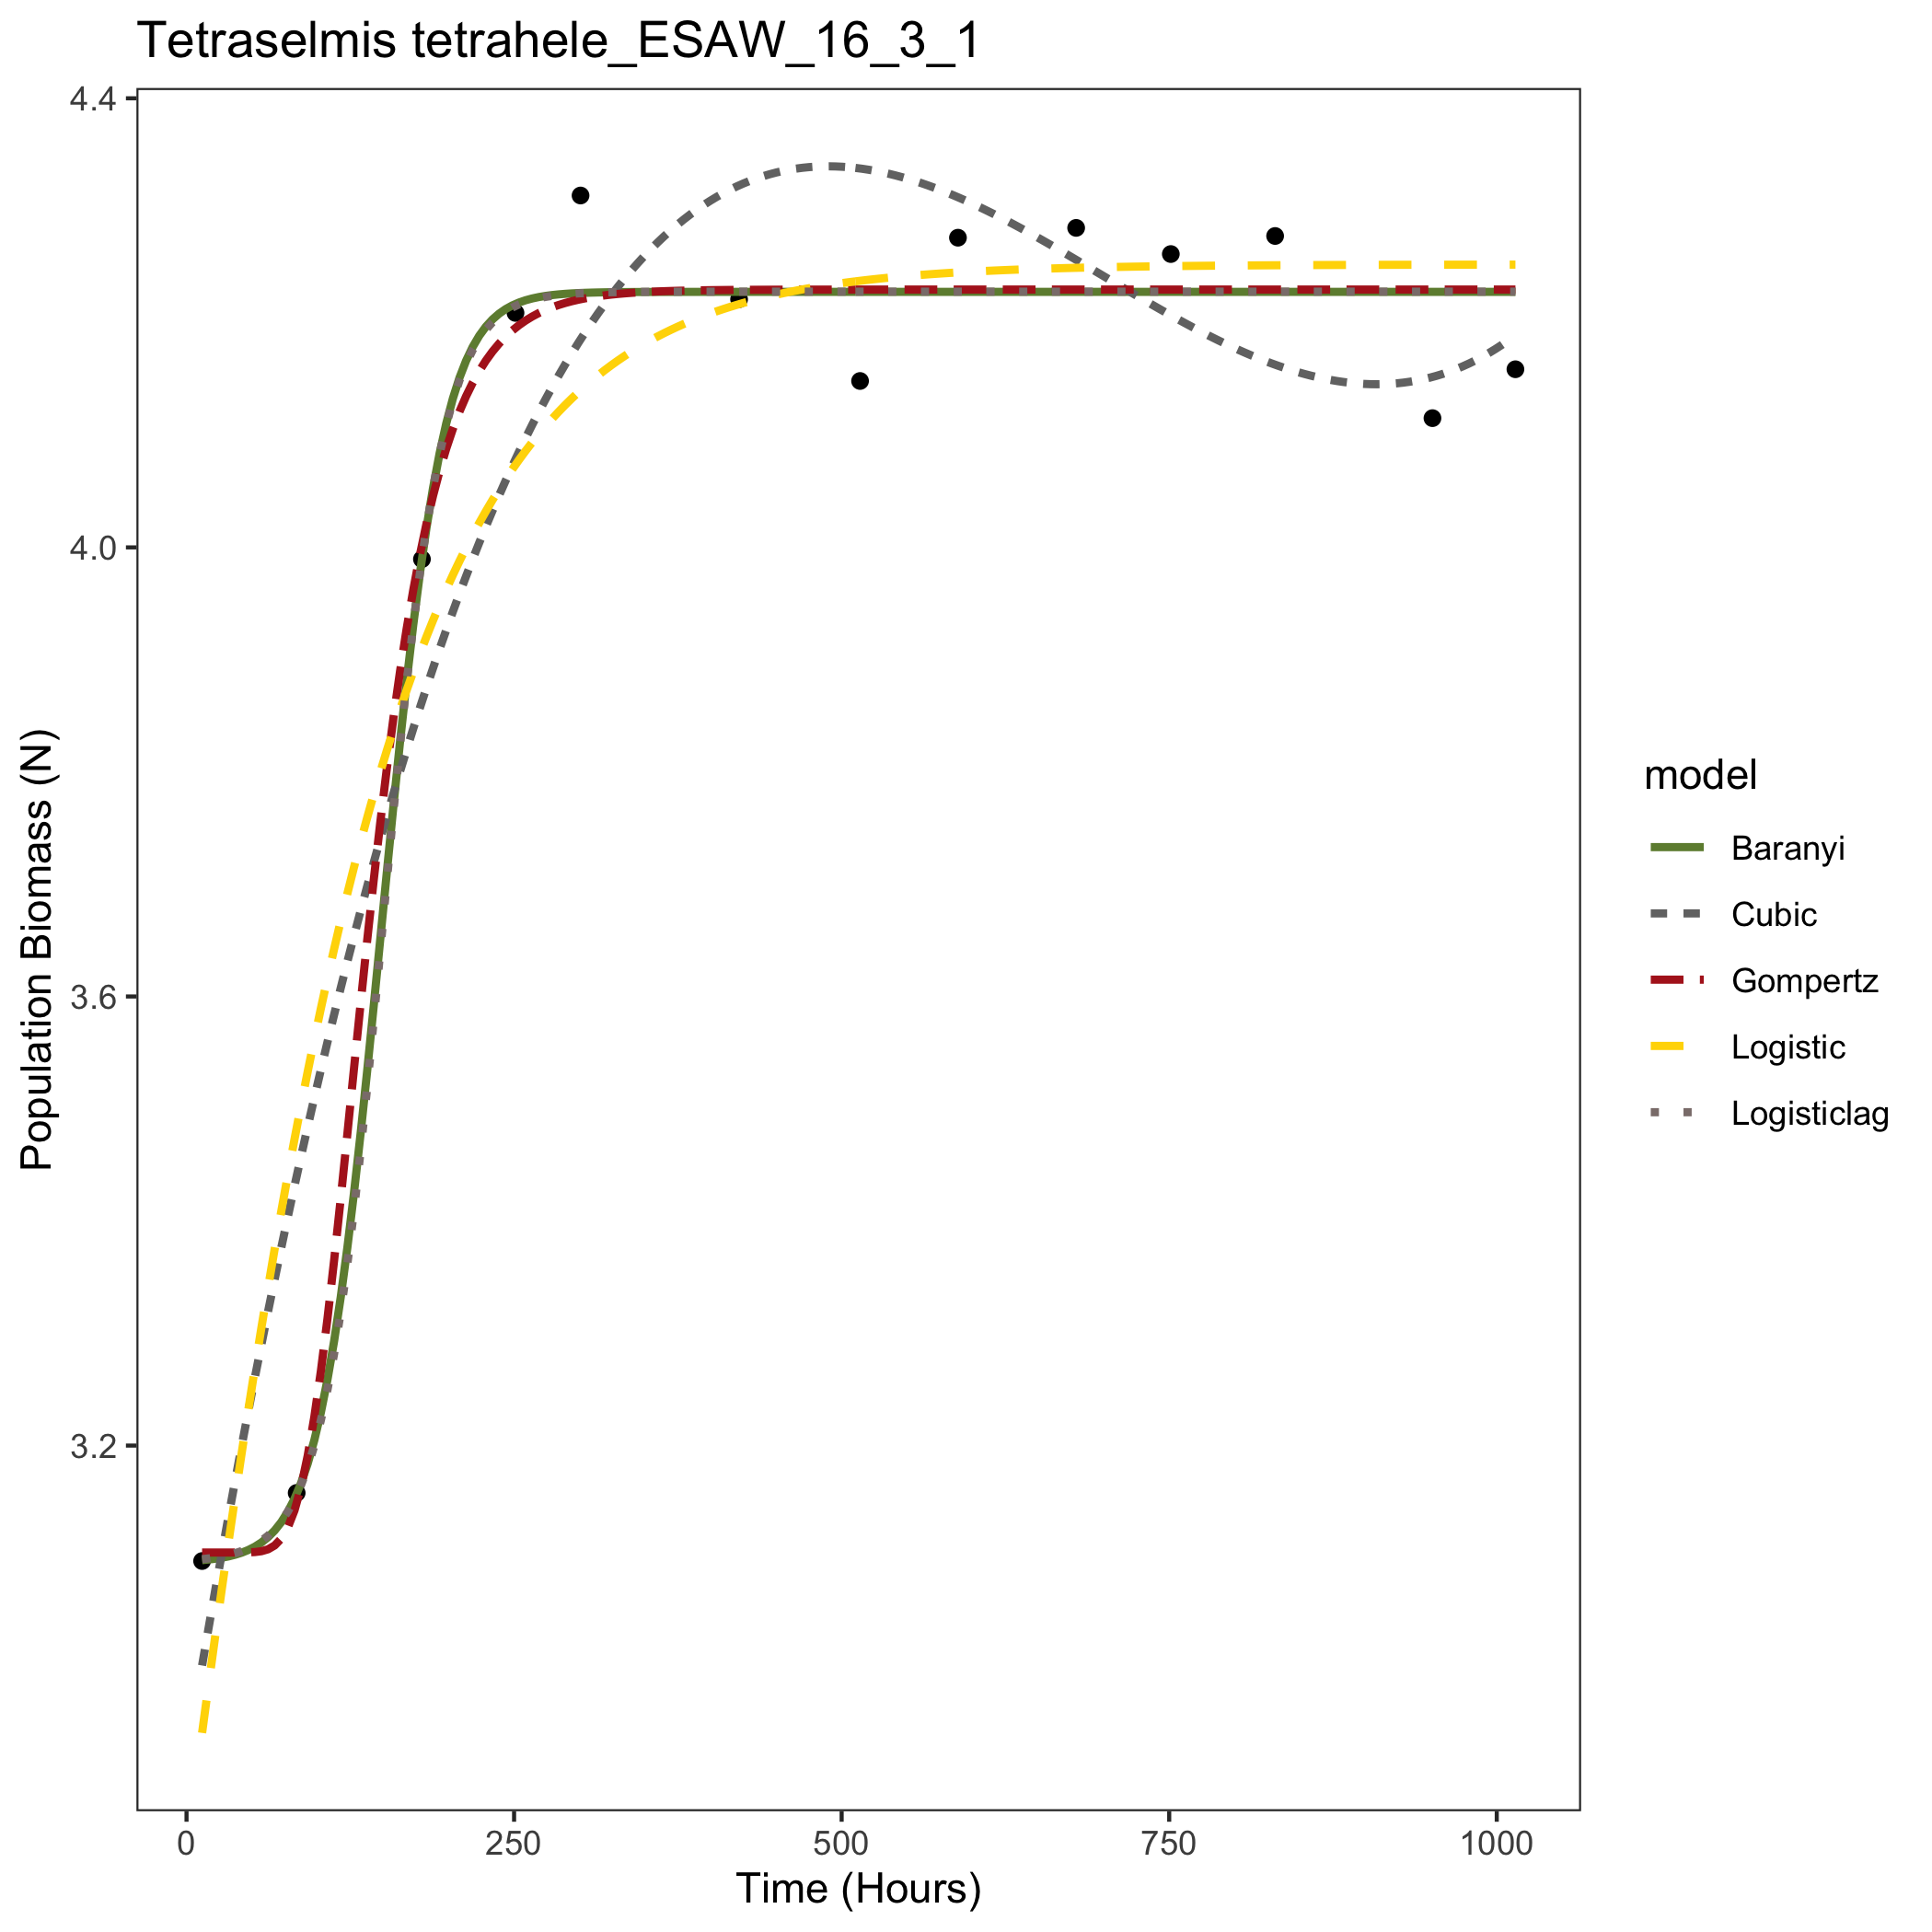 Tetraselmis tetrahele_ESAW_16_3_1
4.4
4.0
3.6
3.2
Population Biomass (N)
0 250 500 750 1000
Time (Hours)
model
Baranyi
Cubic
Gompertz
Logistic
Logisticlag